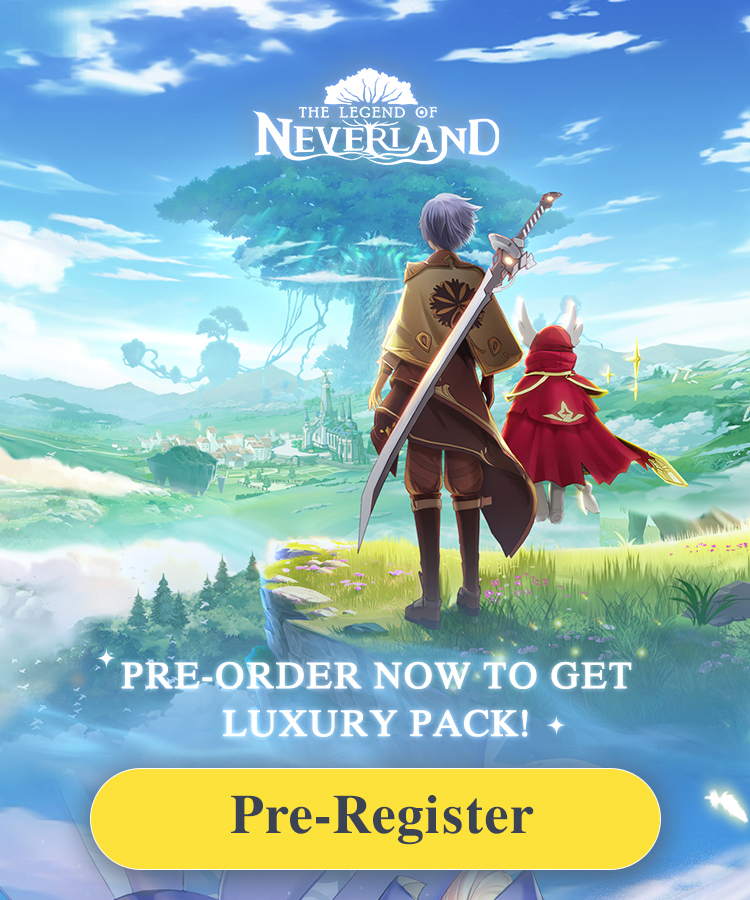 THE LEGEND OF
NEVERLAND
PRE-ORDER NOW TO GET
LUXURY PACK!
Pre-Register